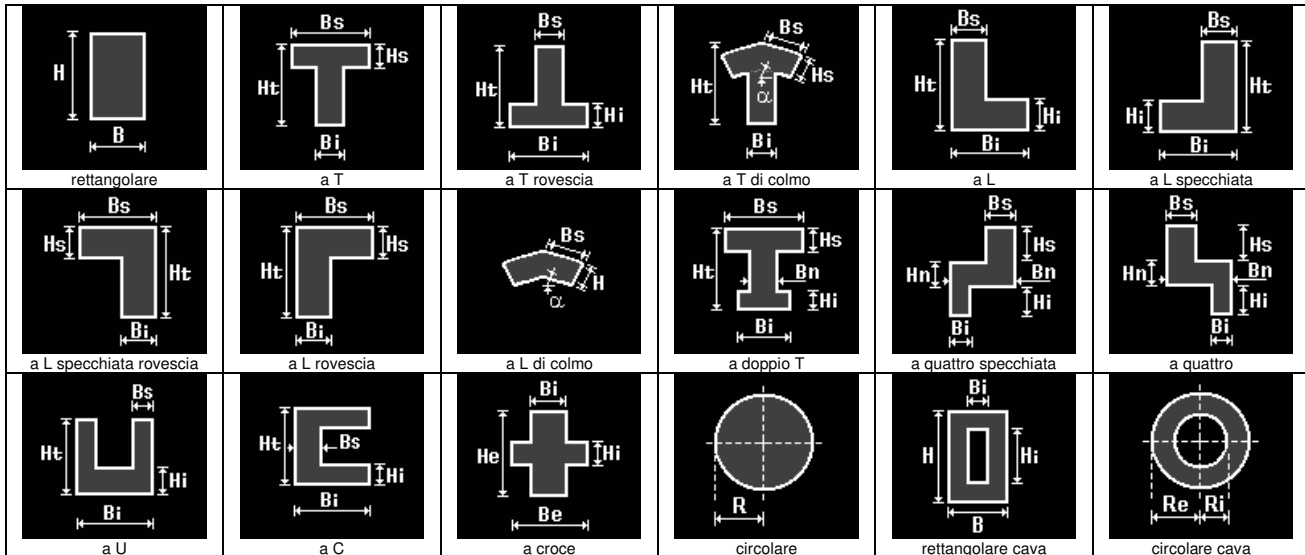 H
B
rettangolare
Bs
Hs
Ht
Bi
a T
Bs
Ht
Hi
Bi
a T rovescia
Bs
Ht
Hs
α
Bi
a T di colmo
Bs
Ht
Hi
Bi
a L
Bs
Ht
Hi
Bi
a L specchiata
Bs
Hs
Ht
Bi
a L specchiata rovescia
Bs
Hs
Ht
Bi
a L rovescia
Bs
H
α
a L di colmo
Bs
Hs
Ht
Bn
Hi
Bi
a doppio T
Bs
Hs
Hn
Bn
Hi
Bi
a quattro specchiata
Bs
Hs
Hn
Bn
Hi
Bi
a quattro
Bs
Ht
Hi
Bi
a U
Ht
Bs
Hi
Bi
a C
Bi
He
Hi
Be
a croce
R
circolare
Bi
H
Hi
B
rettangolare cava
Re
Ri
circolare cava